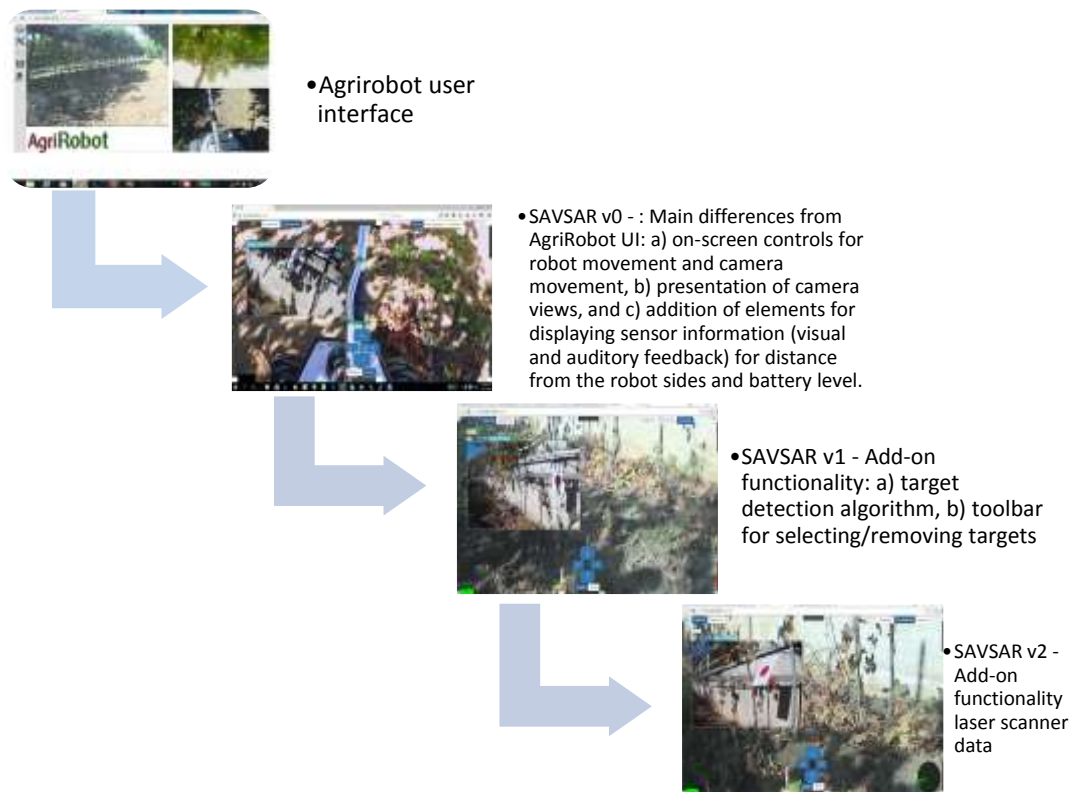 AgriRobot
•Agrirobot user
interface
•SAVSAR v0 - : Main differences from
AgriRobot UI: a) on-screen controls for
robot movement and camera
movement, b) presentation of camera
views, and c) addition of elements for
displaying sensor information (visual
and auditory feedback) for distance
from the robot sides and battery level.
•SAVSAR v1 - Add-on
functionality: a) target
detection algorithm, b) toolbar
for selecting/removing targets
•SAVSAR v2 -
Add-on
functionality
laser scanner
data